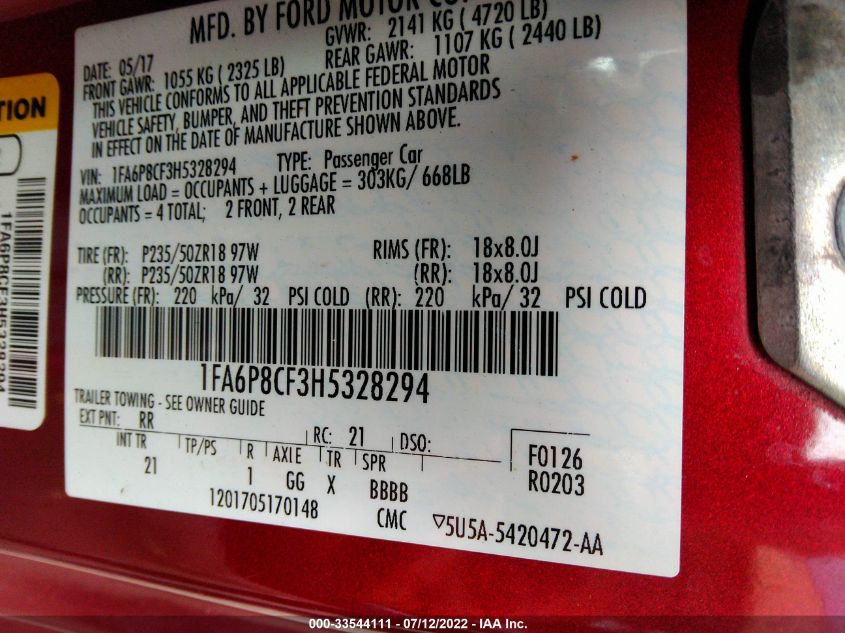 MFD. BY FORD MOTOR CO
DATE: 05/17 GVWR: 2141 KG ( 4720 LB)
FRONT GAWR: 1055 KG ( 2325 LB) REAR GAWR: 1107 KG ( 2440 LB)
THIS VEHICLE CONFORMS TO ALL APPLICABLE FEDERAL MOTOR
VEHICLE SAFETY, BUMPER, AND THEFT PREVENTION STANDARDS
IN EFFECT ON THE DATE OF MANUFACTURE SHOWN ABOVE.
VIN: 1FA6P8CF3H5328294 TYPE: Passenger Car
MAXIMUM LOAD = OCCUPANTS + LUGGAGE = 303KG/ 668LB
OCCUPANTS = 4 TOTAL; 2 FRONT, 2 REAR
TIRE (FR): P235/50ZR18 97W RIMS (FR): 18x8.0J
(RR): P235/50ZR18 97W (RR): 18x8.0J
PRESSURE (FR): 220 kPa/ 32 PSI COLD (RR): 220 kPa/ 32 PSI COLD
1FA6P8CF3H5328294
TRAILER TOWING - SEE OWNER GUIDE
EXT PNT: RR RC: 21 DSO:
INT TR TP/PS R AXLE TR SPR
21 1 GG X BBBB
F0126
R0203
1201705170148 CMC ▽5U5A-5420472-AA
TION
1FA6P8CF3H5328294
000-33544111 - 07/12/2022 - IAA Inc.